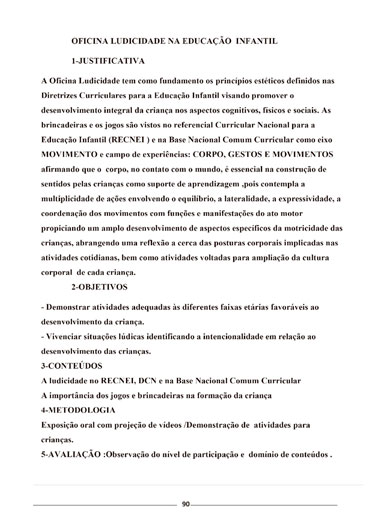 OFICINA LUDICIDADE NA EDUCAÇÃO INFANTIL
1-JUSTIFICATIVA
A Oficina Ludicidade tem como fundamento os princípios estéticos definidos nas
Diretrizes Curriculares para a Educação Infantil visando promover o
desenvolvimento integral da criança nos aspectos cognitivos, físicos e sociais. As
brincadeiras e os jogos são vistos no referencial Curricular Nacional para a
Educação Infantil (RECNEI ) e na Base Nacional Comum Curricular como eixo
MOVIMENTO e campo de experiências: CORPO, GESTOS E MOVIMENTOS
afirmando que o corpo, no contato com o mundo, é essencial na construção de
sentidos pelas crianças como suporte de aprendizagem ,pois contempla a
multiplicidade de ações envolvendo o equilíbrio, a lateralidade, a expressividade, a
coordenação dos movimentos com funções e manifestações do ato motor
propiciando um amplo desenvolvimento de aspectos específicos da motricidade das
crianças, abrangendo uma reflexão a cerca das posturas corporais implicadas nas
atividades cotidianas, bem como atividades voltadas para ampliação da cultura
corporal de cada criança.
2-OBJETIVOS
- Demonstrar atividades adequadas às diferentes faixas etárias favoráveis ao
desenvolvimento da criança.
- Vivenciar situações lúdicas identificando a intencionalidade em relação ao
desenvolvimento das crianças.
3-CONTEÚDOS
A ludicidade no RECNEI, DCN e na Base Nacional Comum Curricular
A importância dos jogos e brincadeiras na formação da criança
4-METODOLOGIA
Exposição oral com projeção de vídeos /Demonstração de atividades para
crianças.
5-AVALIAÇÃO :Observação do nível de participação e domínio de conteúdos .
90